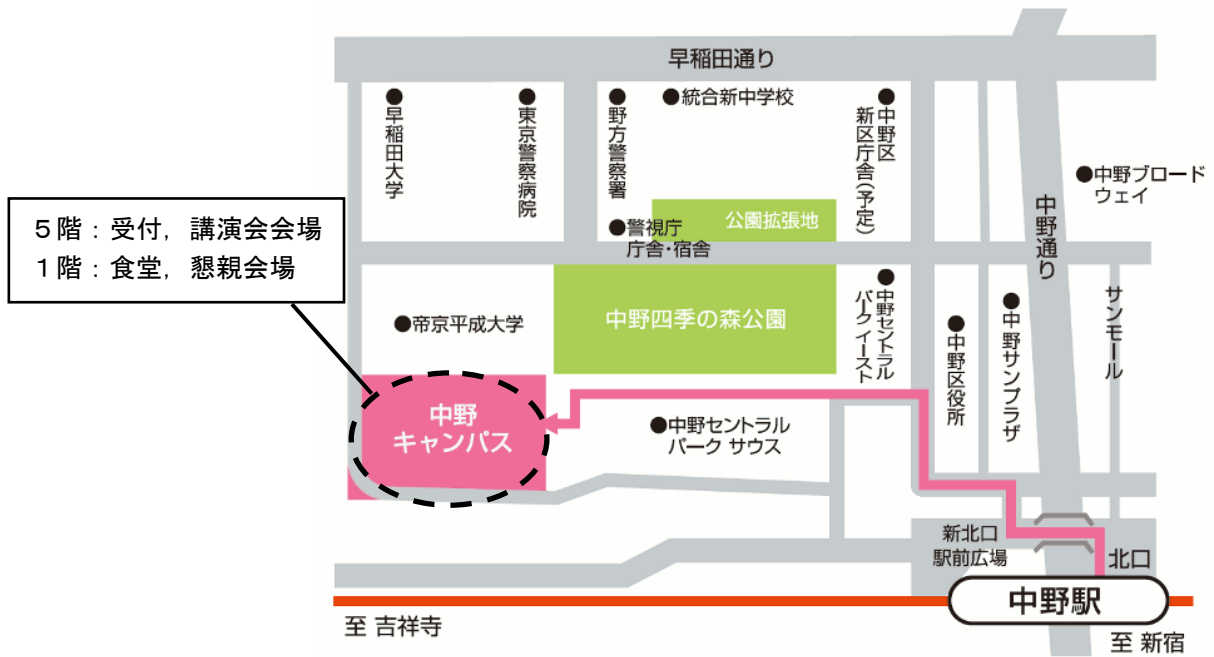 早稲田通り
●早稲田大学
●東京警察病院
●野方警察署
●統合新中学校
●中野区
新区庁舎(予定)
●中野ブロード
ウェイ
中野通り
5階：受付，講演会会場
1階：食堂，懇親会場
公園拡張地
●警視庁
庁舎・宿舎
●帝京平成大学
中野四季の森公園
●中野セントラル
パーク イースト
●中野区役所
●中野サンプラザ
サンモール
中野
キャンパス
●中野セントラル
パーク サウス
新北口
駅前広場
北口
中野駅
至 吉祥寺
至 新宿